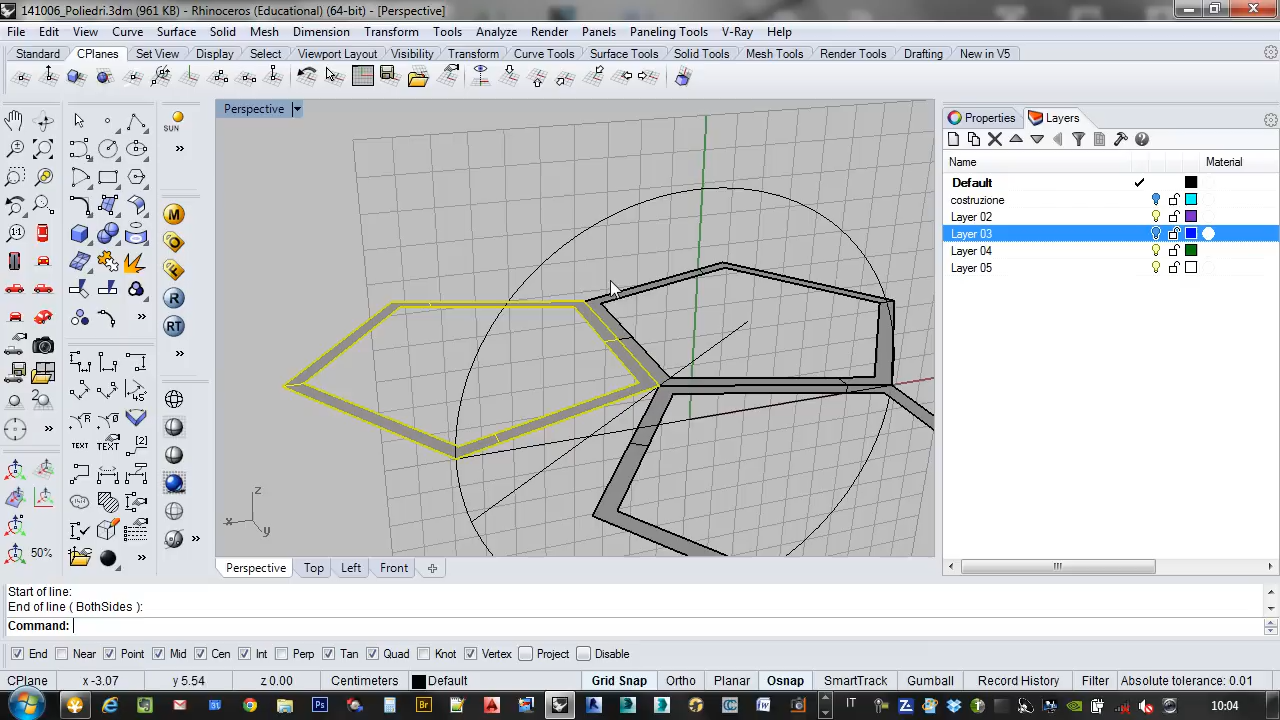 141006_Poliedri.3dm (961 KB) - Rhinoceros (Educational) (64-bit) - [Perspective]
File Edit View Curve Surface Solid Mesh Dimension Transform Tools Analyze Render Panels Paneling Tools V-Ray Help
Standard CPlanes Set View Display Select Viewport Layout Visibility Transform Curve Tools Surface Tools Solid Tools Mesh Tools Render Tools Drafting New in V5
Perspective
Properties Layers
Name Material
Default
costruzione
Layer 02
Layer 03
Layer 04
Layer 05
SUN
M
O
F
R
RT
TEXT
50%
z
x
y
Perspective Top Left Front
Start of line:
End of line ( BothSides ):
Command:
End Near Point Mid Cen Int Perp Tan Quad Knot Vertex Project Disable
CPlane x -3.07 y 5.54 z 0.00 Centimeters Default Grid Snap Ortho Planar Osnap SmartTrack Gumball Record History Filter Absolute tolerance: 0.01
IT 10:04